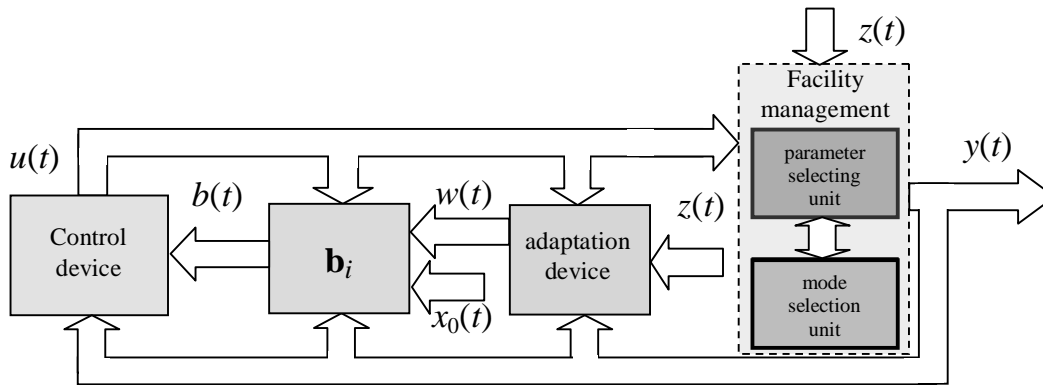 z(t)
Facility
management
u(t)
parameter
selecting
unit
y(t)
b(t)
w(t)
z(t)
Control
device
b_i
adaptation
device
x_0(t)
mode
selection
unit